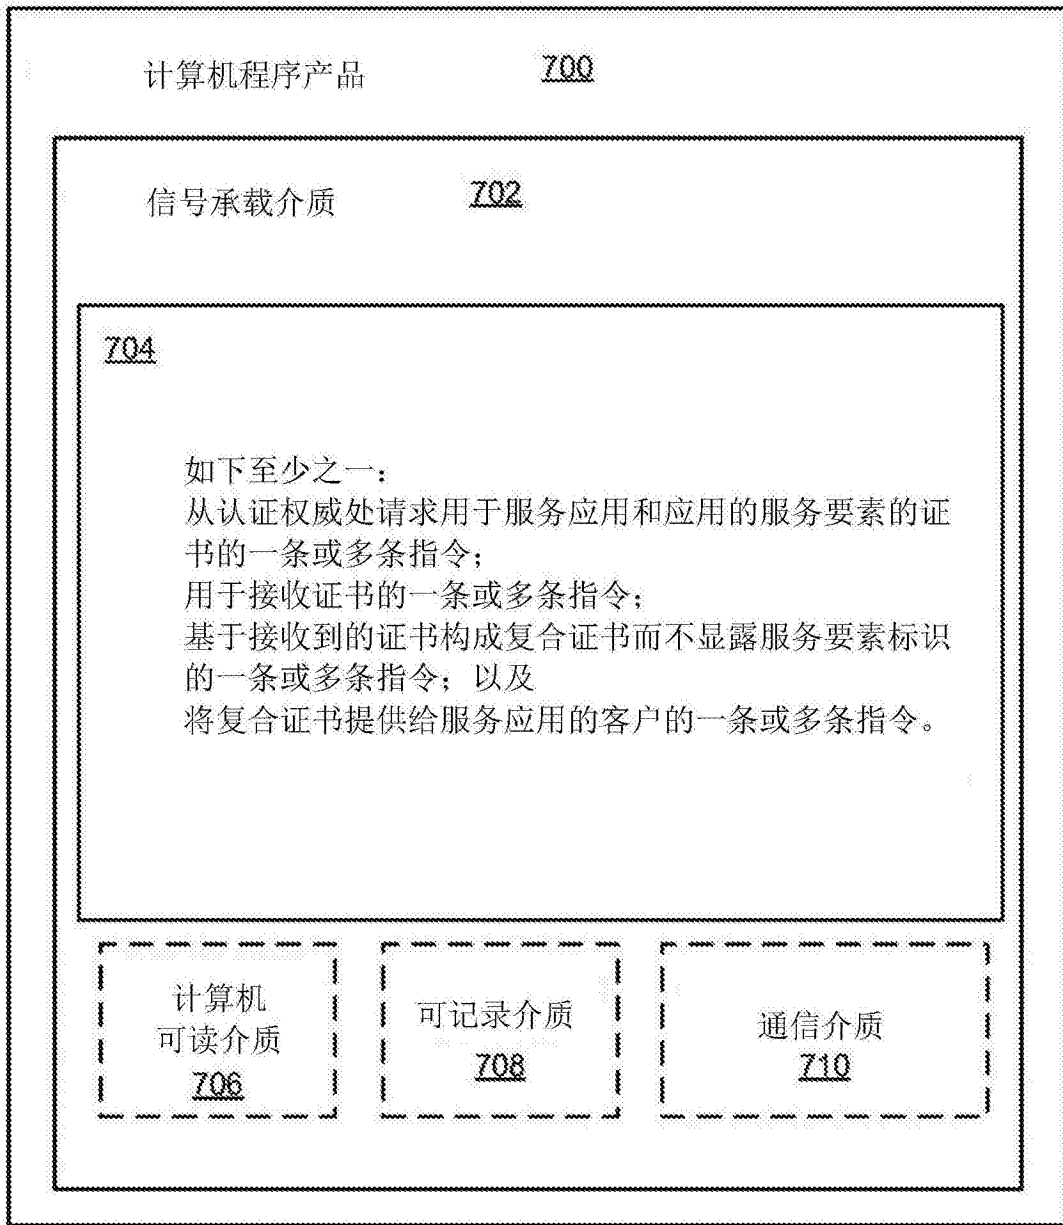 计算机程序产品 700
信号承载介质 702
704
如下至少之一：
从认证权威处请求用于服务应用和应用的服务要素的证
书的一条或多条指令；
用于接收证书的一条或多条指令；
基于接收到的证书构成复合证书而不显露服务要素标识
的一条或多条指令；以及
将复合证书提供给服务应用的客户的一条或多条指令。
计算机
可读介质
706
可记录介质
708
通信介质
710